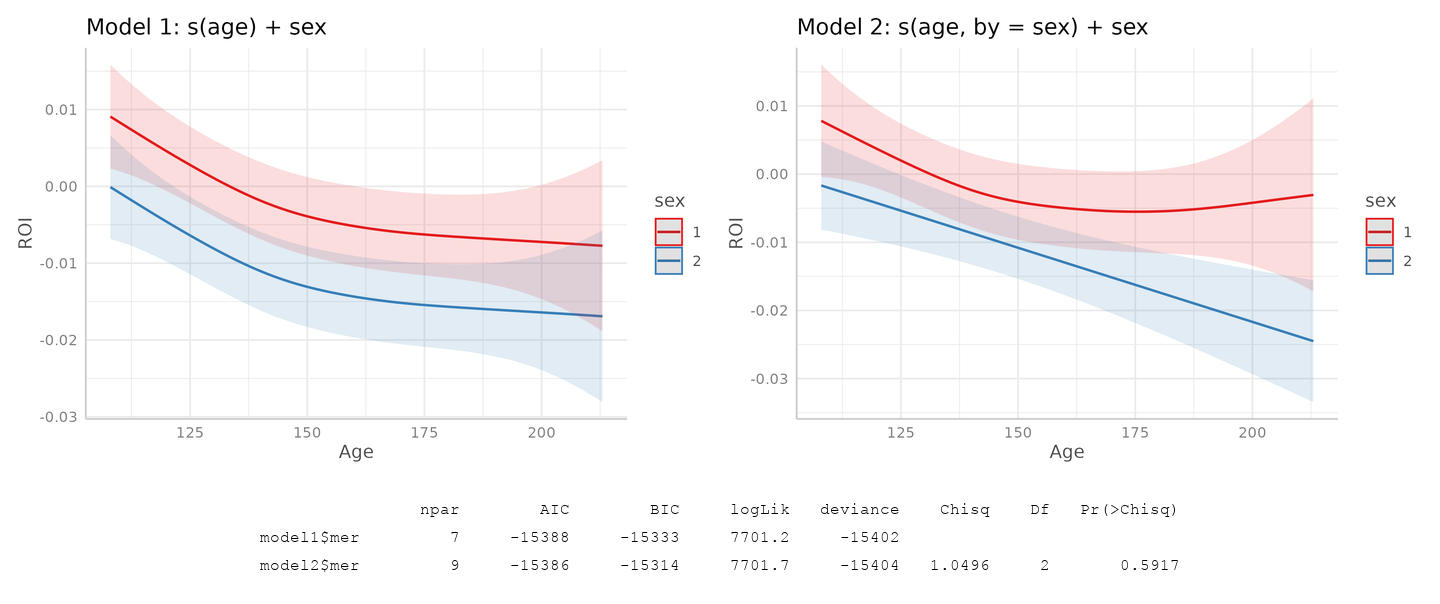 Model 1: s(age) + sex
0.01
0.00
-0.01
-0.02
-0.03
ROI
125 150 175 200
Age
sex
1
2
Model 2: s(age, by = sex) + sex
0.01
0.00
-0.01
-0.02
-0.03
ROI
125 150 175 200
Age
sex
1
2
npar AIC BIC logLik deviance Chisq Df Pr(>Chisq)
model1$mer 7 -15388 -15333 7701.2 -15402
model2$mer 9 -15386 -15314 7701.7 -15404 1.0496 2 0.5917